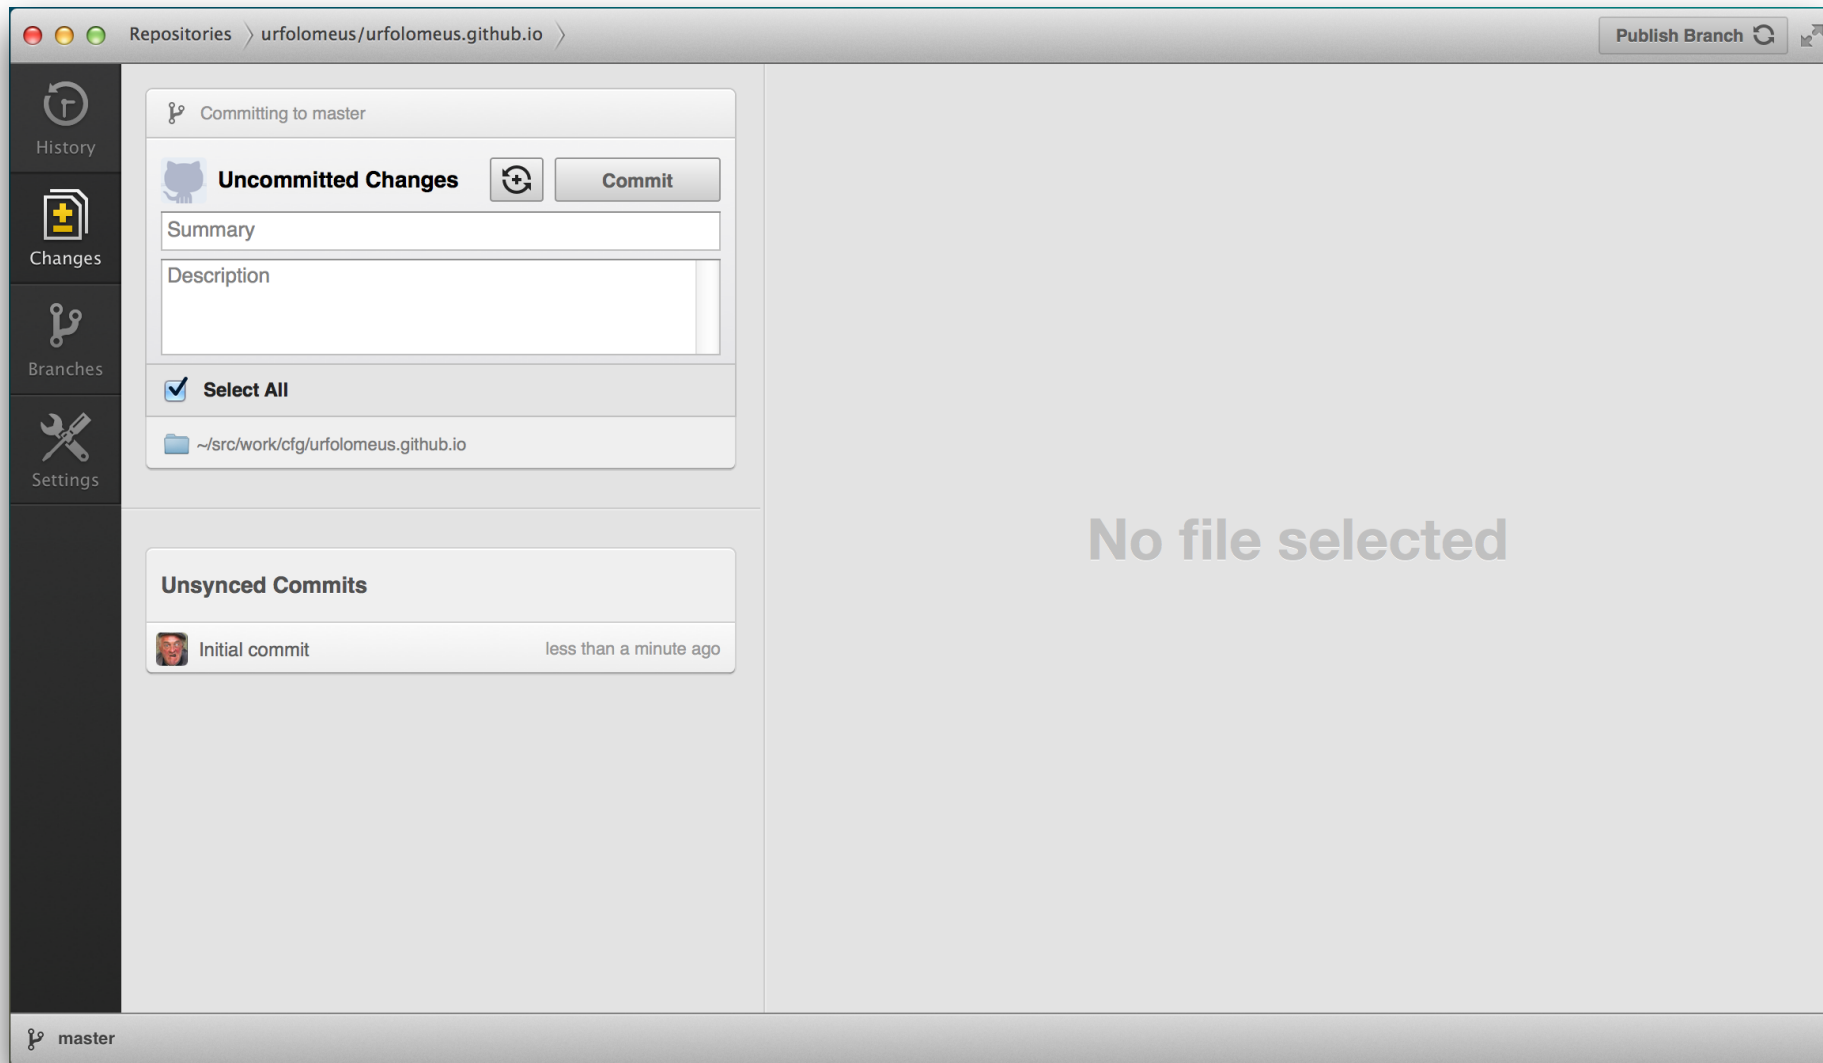 Repositories urfolomeus/urfolomeus.github.io
Publish Branch
History
Changes
Branches
Settings
Committing to master
Uncommitted Changes
Commit
Summary
Description
Select All
~/src/work/cfg/urfolomeus.github.io
Unsynced Commits
Initial commit less than a minute ago
No file selected
master